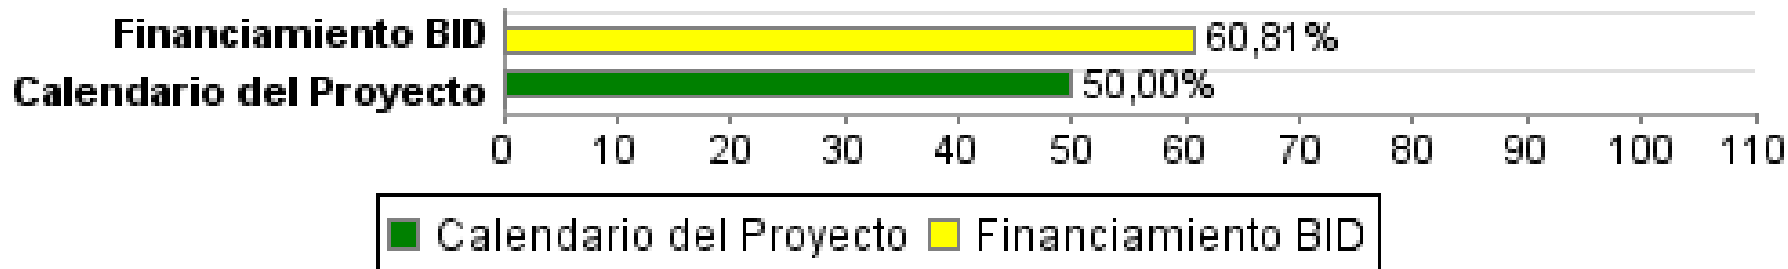 Financiamiento BID 60,81%
Calendario del Proyecto 50,00%
0 10 20 30 40 50 60 70 80 90 100 110
Calendario del Proyecto Financiamiento BID